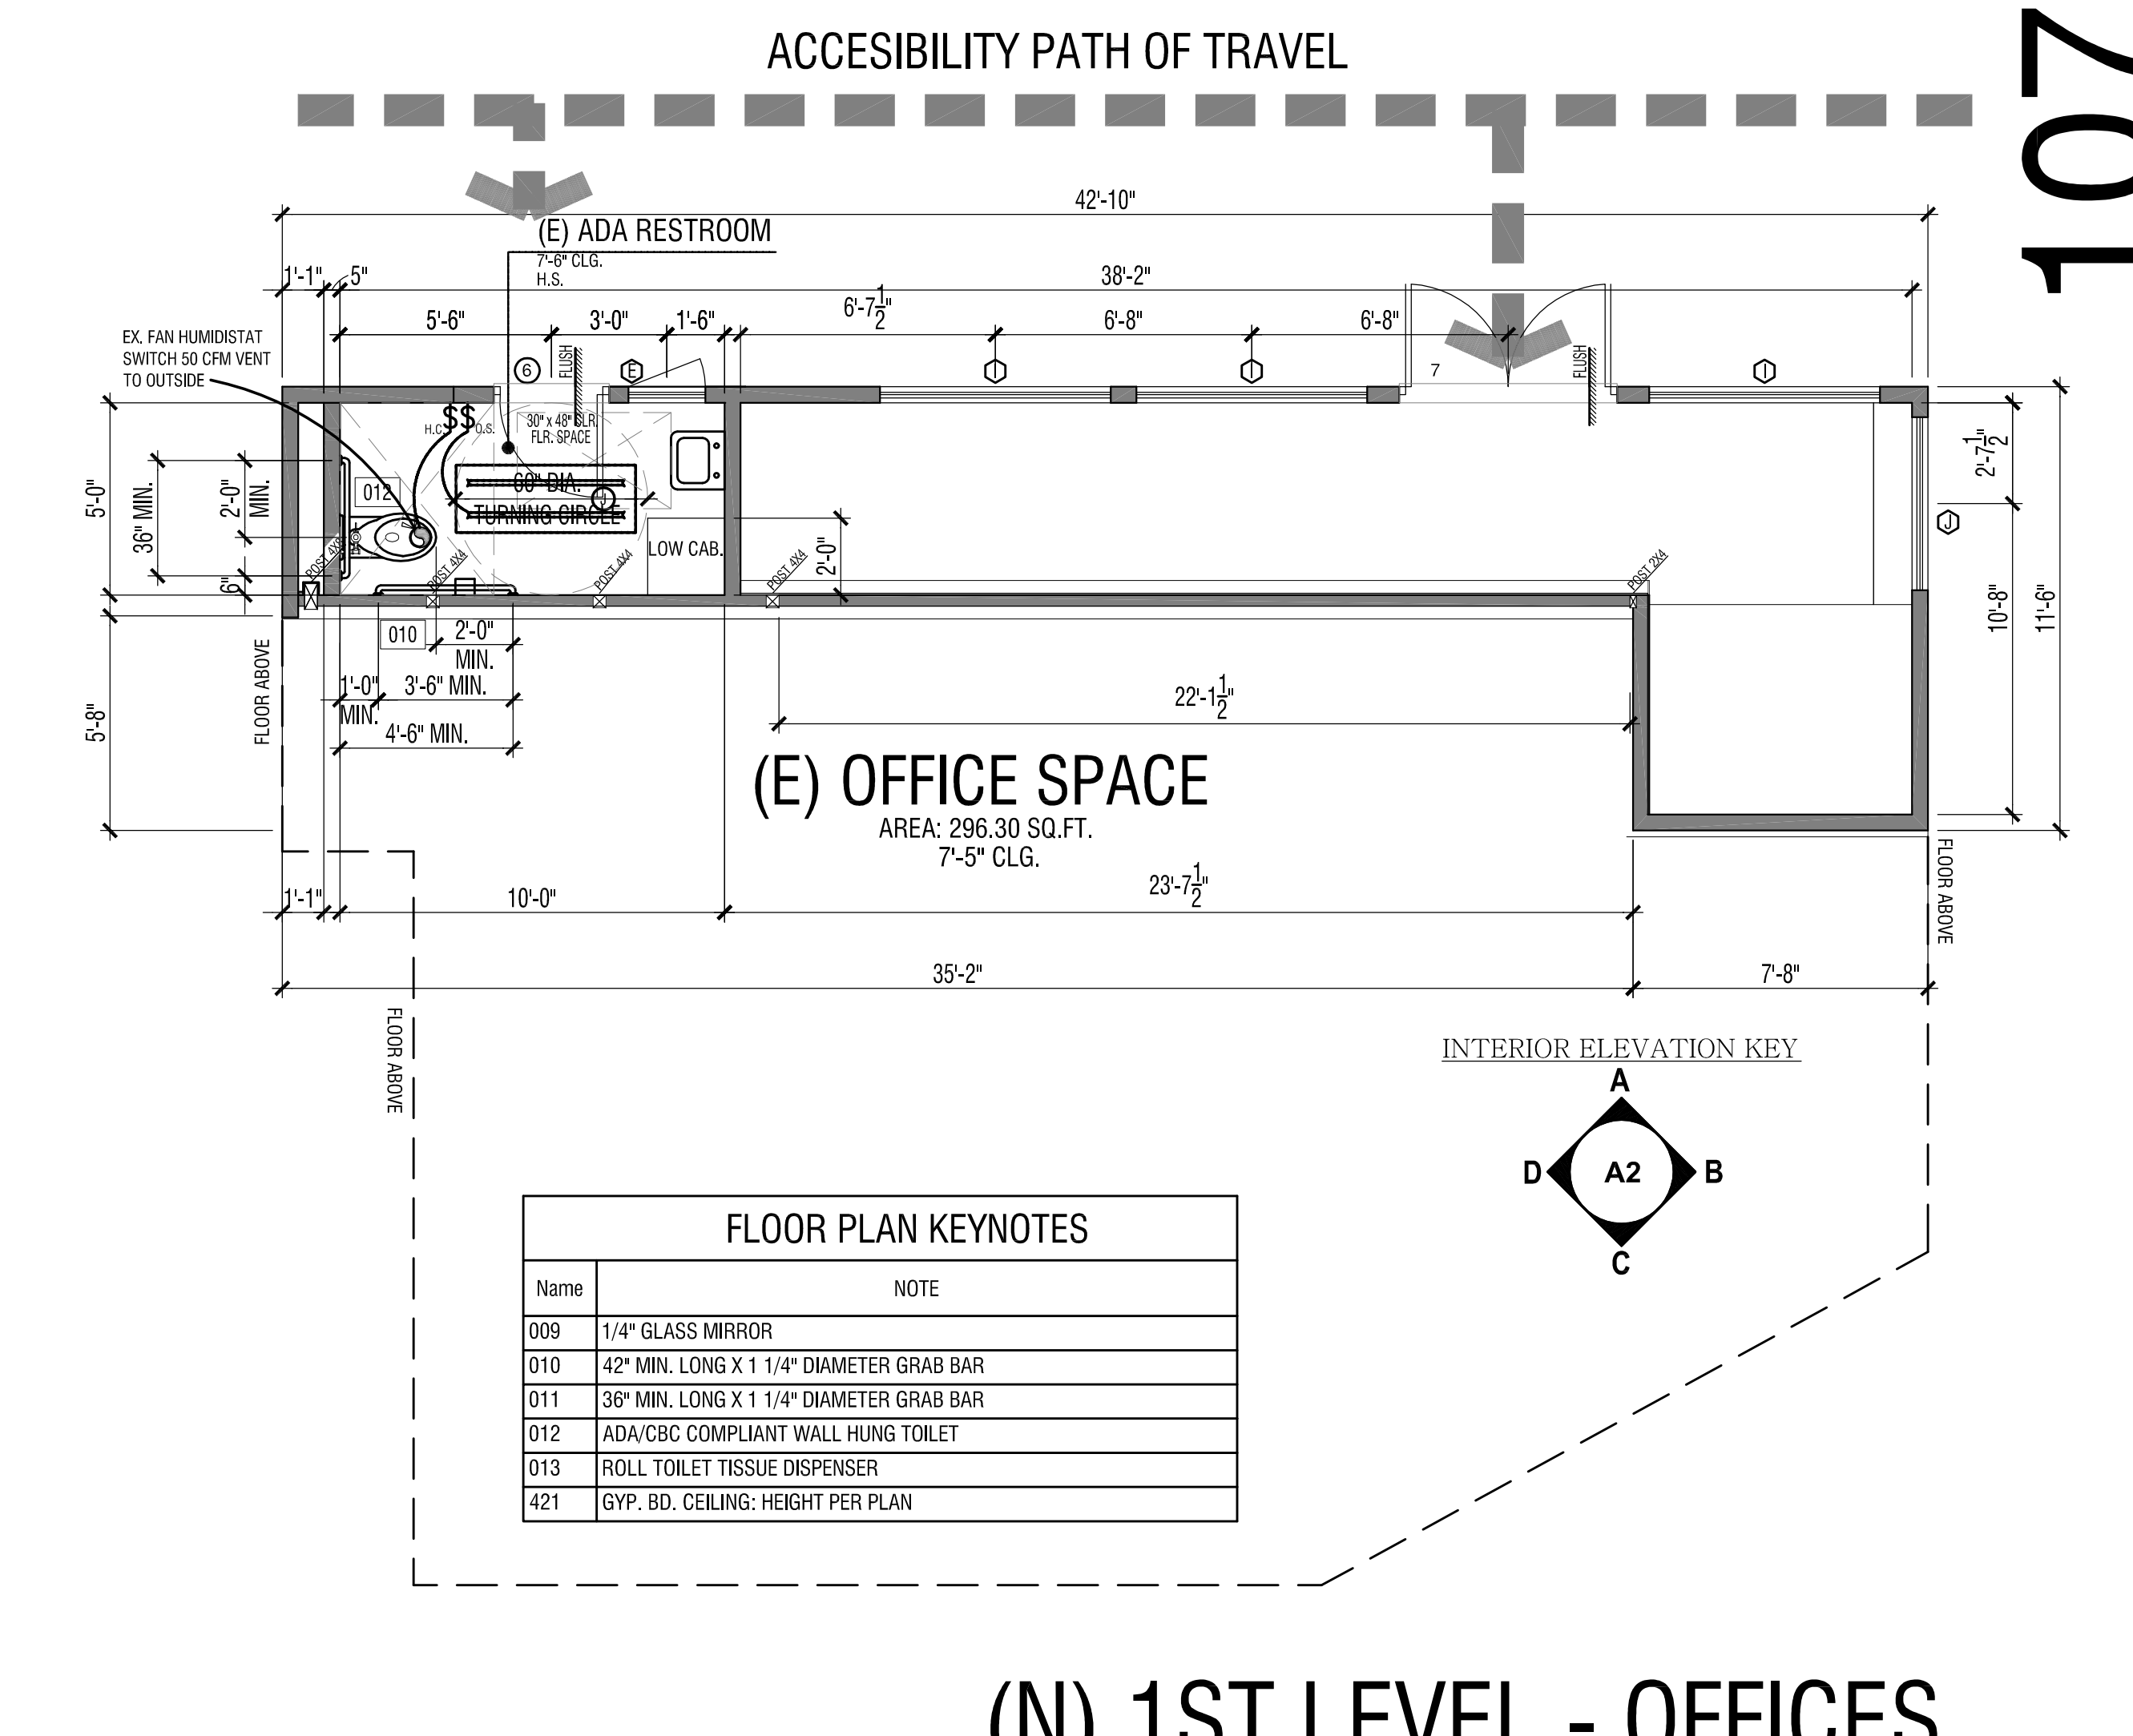 ACCESIBILITY PATH OF TRAVEL
107
42'-10"
(E) ADA RESTROOM
7'-6" CLG.
H.S.
1'-1"
5"
38'-2"
5'-6"
3'-0"
1'-6"
6'-7 1/2"
6'-8"
6'-8"
EX. FAN HUMIDISTAT
SWITCH 50 CFM VENT
TO OUTSIDE
6
FLUSH
E
I
I
7
FLUSH
I
H.C.
$$
O.S.
30" x 48" CLR.
FLR. SPACE
012
60" DIA.
TURNING CIRCLE
J
LOW CAB.
5'-0"
36" MIN.
2'-0"
MIN.
6"
POST 4X8
POST 4X4
POST 4X4
POST 4X4
2'-0"
POST 2X4
2'-7 1/2"
J
10'-8"
11'-6"
010
2'-0"
MIN.
1'-0"
MIN.
3'-6" MIN.
4'-6" MIN.
5'-8"
FLOOR ABOVE
22'-1 1/2"
(E) OFFICE SPACE
AREA: 296.30 SQ.FT.
7'-5" CLG.
1'-1"
10'-0"
23'-7 1/2"
FLOOR ABOVE
35'-2"
7'-8"
FLOOR ABOVE
INTERIOR ELEVATION KEY
A
D
A2
B
C
FLOOR PLAN KEYNOTES
Name NOTE
009 1/4" GLASS MIRROR
010 42" MIN. LONG X 1 1/4" DIAMETER GRAB BAR
011 36" MIN. LONG X 1 1/4" DIAMETER GRAB BAR
012 ADA/CBC COMPLIANT WALL HUNG TOILET
013 ROLL TOILET TISSUE DISPENSER
421 GYP. BD. CEILING: HEIGHT PER PLAN
(N) 1ST LEVEL - OFFICES